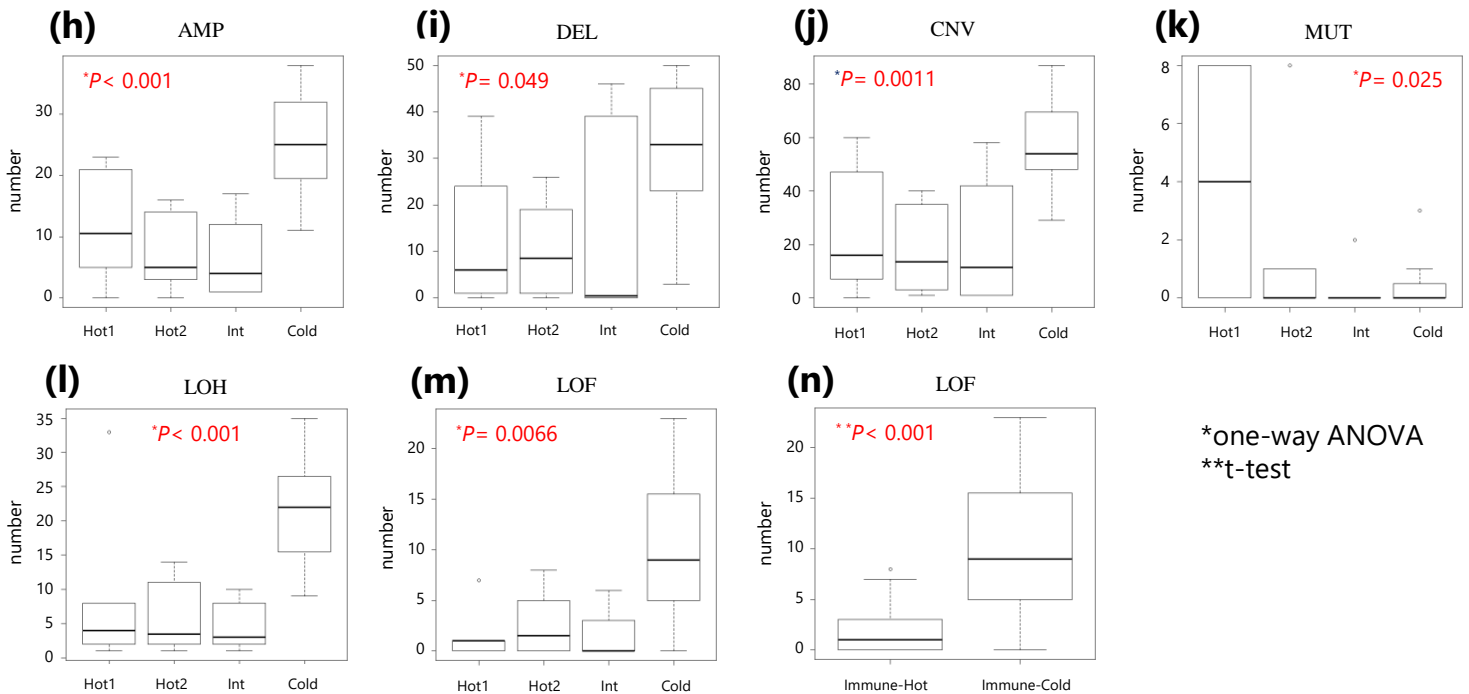 (h)
AMP
*P< 0.001
number
30
20
10
0
Hot1 Hot2 Int Cold
(i)
DEL
*P= 0.049
number
50
40
30
20
10
0
Hot1 Hot2 Int Cold
(j)
CNV
*P= 0.0011
number
80
60
40
20
0
Hot1 Hot2 Int Cold
(k)
MUT
*P= 0.025
number
8
6
4
2
0
Hot1 Hot2 Int Cold
(l)
LOH
*P< 0.001
number
35
30
25
20
15
10
5
0
Hot1 Hot2 Int Cold
(m)
LOF
*P= 0.0066
number
20
15
10
5
0
Hot1 Hot2 Int Cold
(n)
LOF
**P< 0.001
number
20
15
10
5
0
Immune-Hot Immune-Cold
*one-way ANOVA
**t-test